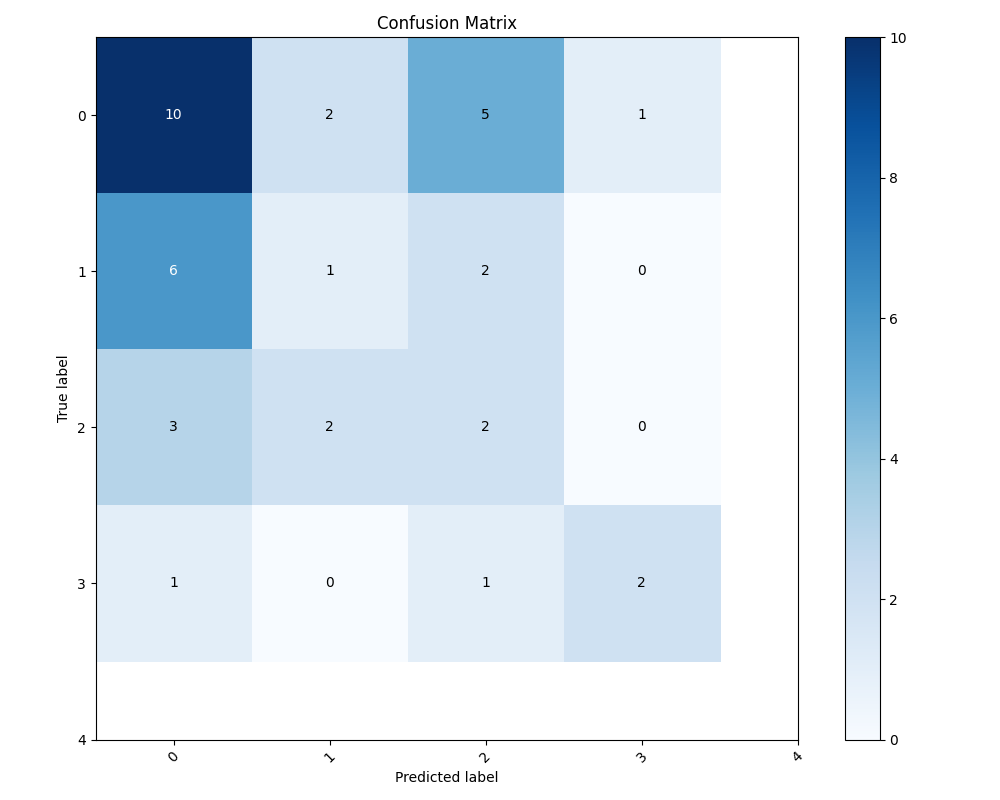 Confusion Matrix
10
0 10 2 5 1
8
1 6 1 2 0
6
True label
4
2 3 2 2 0
2
3 1 0 1 2
4
0
0 1 2 3 4
Predicted label